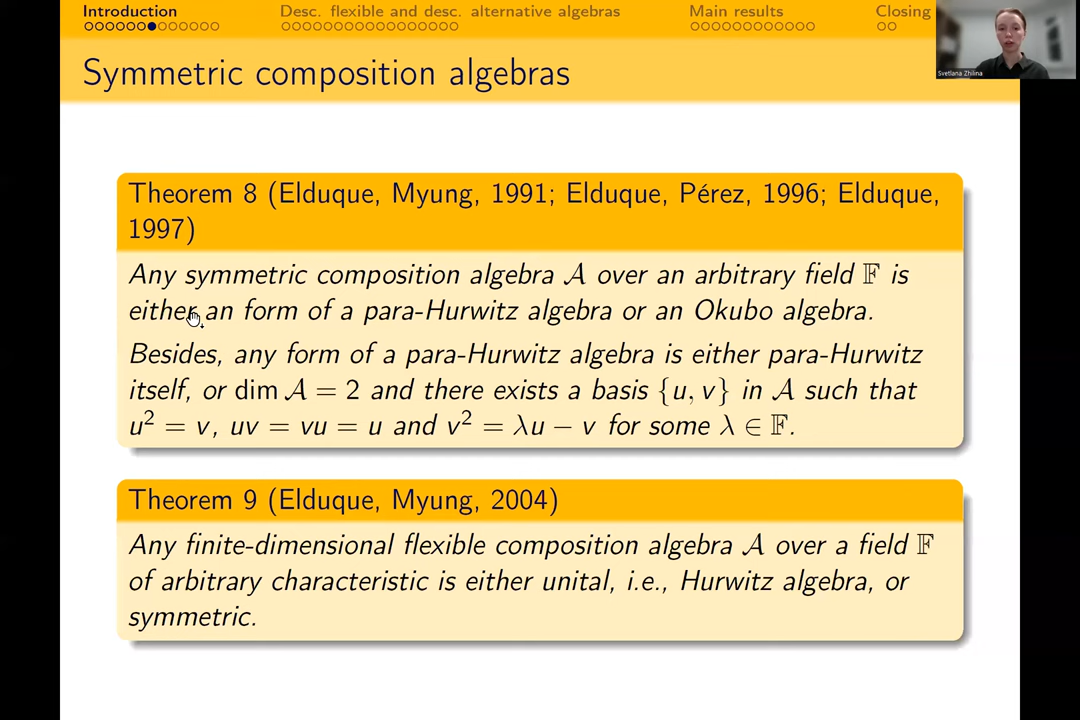 Introduction
Desc. flexible and desc. alternative algebras
Main results
Closing
Symmetric composition algebras
Svetlana Zhilina
Theorem 8 (Elduque, Myung, 1991; Elduque, Pérez, 1996; Elduque,
1997)
Any symmetric composition algebra 𝒜 over an arbitrary field 𝔽 is
either an form of a para-Hurwitz algebra or an Okubo algebra.
Besides, any form of a para-Hurwitz algebra is either para-Hurwitz
itself, or dim 𝒜 = 2 and there exists a basis {u, v} in 𝒜 such that
u² = v, uv = vu = u and v² = λu − v for some λ ∈ 𝔽.
Theorem 9 (Elduque, Myung, 2004)
Any finite-dimensional flexible composition algebra 𝒜 over a field 𝔽
of arbitrary characteristic is either unital, i.e., Hurwitz algebra, or
symmetric.